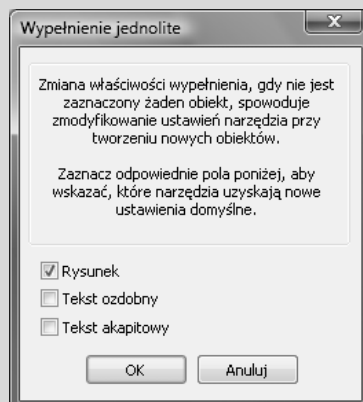 Wypełnienie jednolite
Zmiana właściwości wypełnienia, gdy nie jest
zaznaczony żaden obiekt, spowoduje
zmodyfikowanie ustawień narzędzia przy
tworzeniu nowych obiektów.
Zaznacz odpowiednie pola poniżej, aby
wskazać, które narzędzia uzyskają nowe
ustawienia domyślne.
Rysunek
Tekst ozdobny
Tekst akapitowy
OK Anuluj